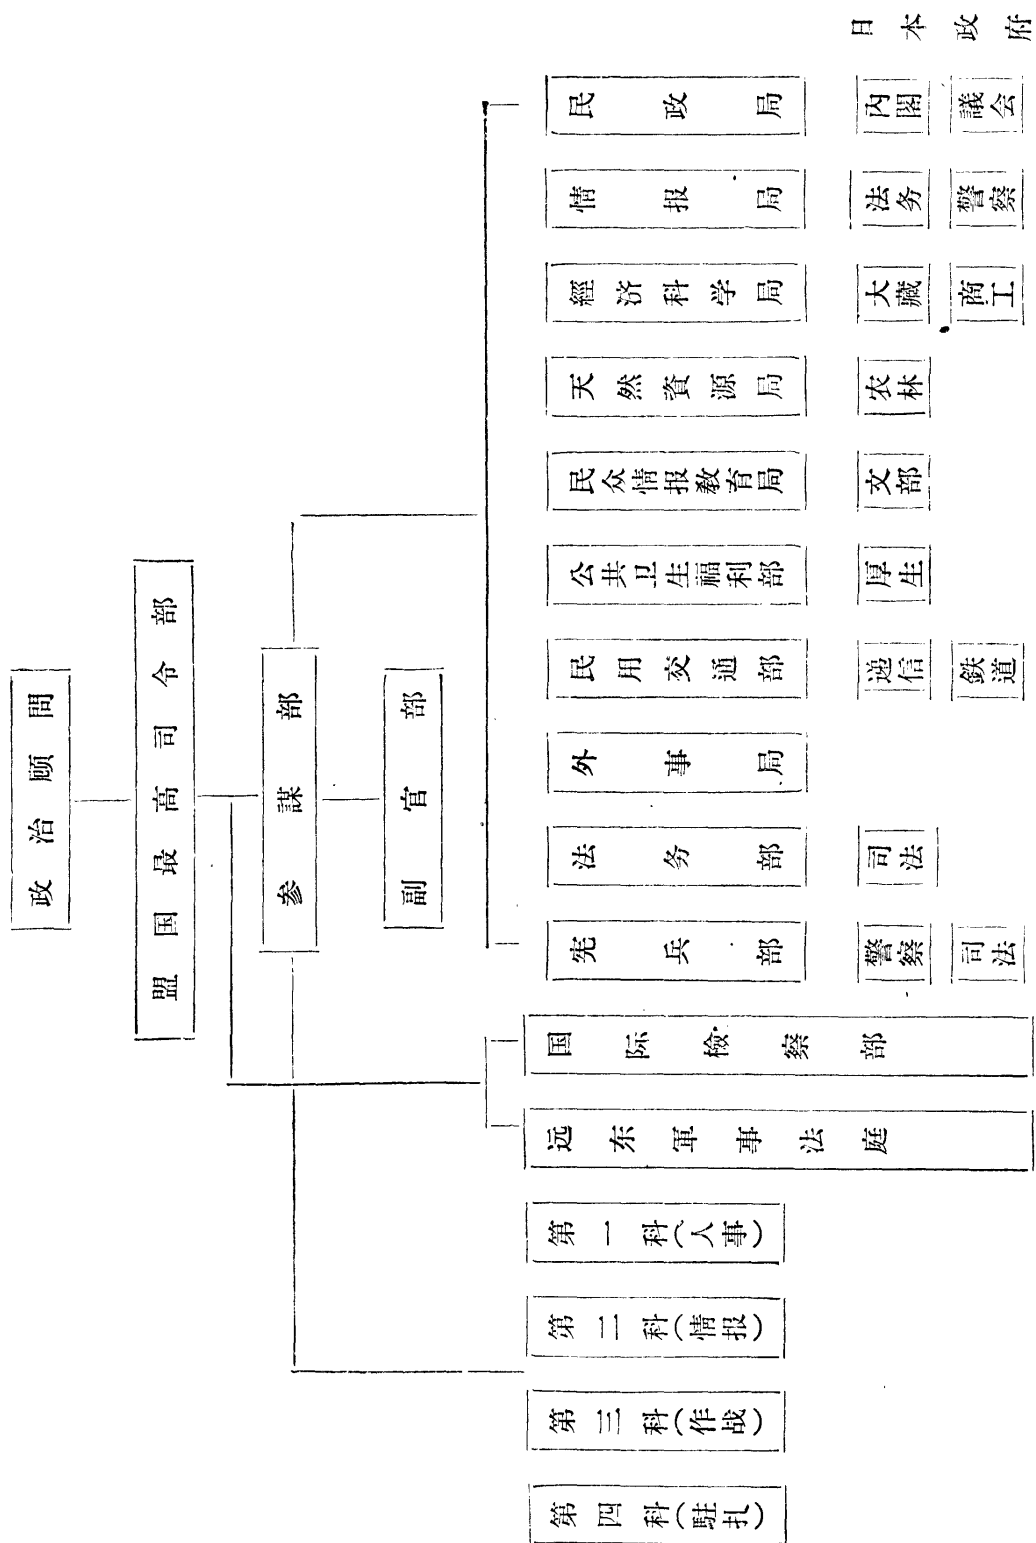 政治顾問
盟国最高司令部
参謀部
副官部
日本政府
民政局
內閣
議会
情报局
法务
警察
經济科学局
大藏
商工
天然資源局
农林
民众情报教育局
文部
公共卫生福利部
厚生
民用交通部
递信
鉄道
外事局
法务部
司法
宪兵部
警察
司法
国际檢察部
远东軍事法庭
第一科(人事)
第二科(情报)
第三科(作战)
第四科(駐扎)